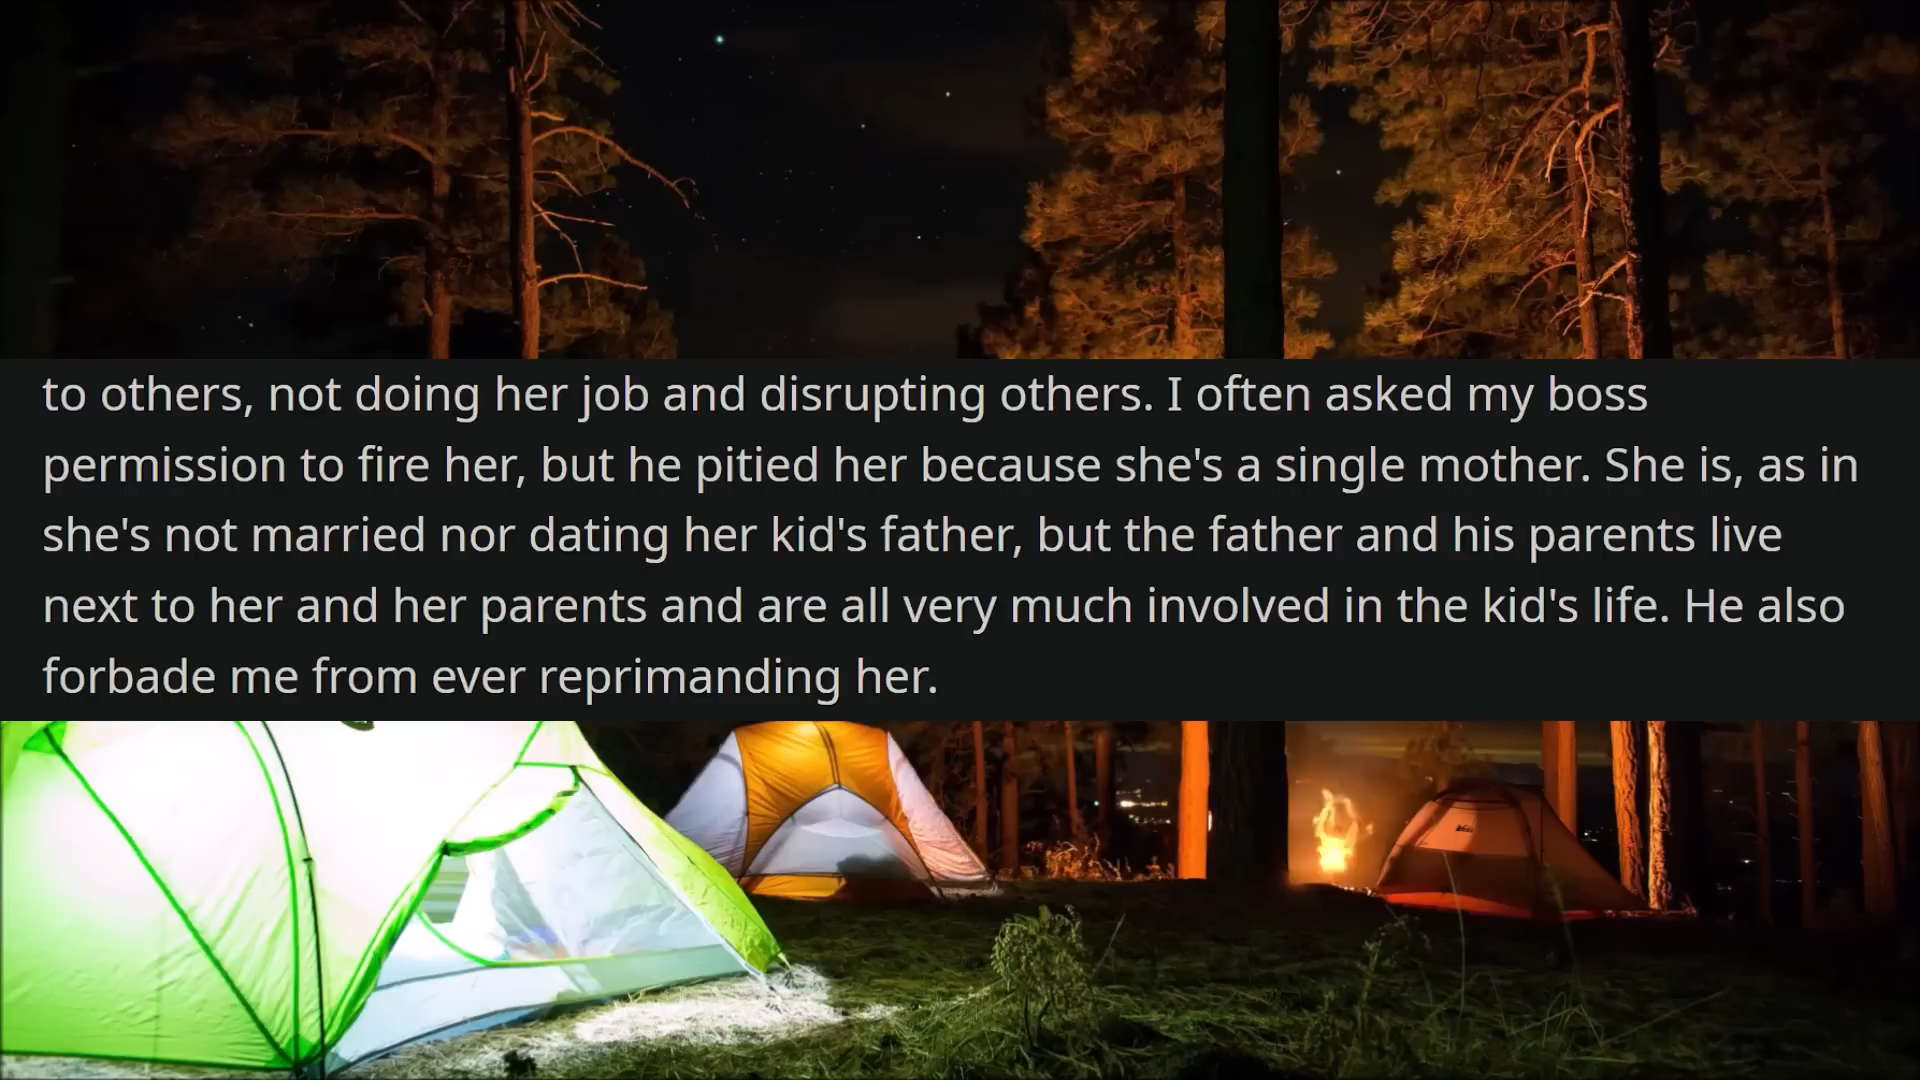 to others, not doing her job and disrupting others. I often asked my boss
permission to fire her, but he pitied her because she's a single mother. She is, as in
she's not married nor dating her kid's father, but the father and his parents live
next to her and her parents and are all very much involved in the kid's life. He also
forbade me from ever reprimanding her.